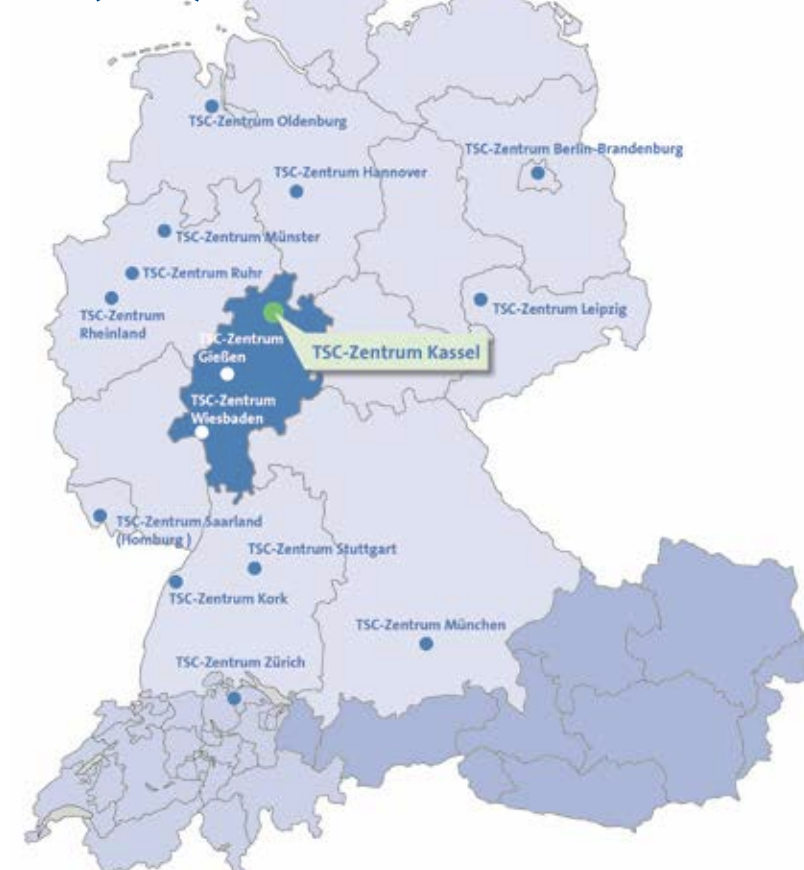 TSC-Zentrum Oldenburg
TSC-Zentrum Berlin-Brandenburg
TSC-Zentrum Hannover
TSC-Zentrum Münster
TSC-Zentrum Ruhr
TSC-Zentrum
Rheinland
TSC-Zentrum Leipzig
TSC-Zentrum
Gießen
TSC-Zentrum Kassel
TSC-Zentrum
Wiesbaden
TSC-Zentrum Saarland
(Homburg )
TSC-Zentrum Stuttgart
TSC-Zentrum Kork
TSC-Zentrum München
TSC-Zentrum Zürich